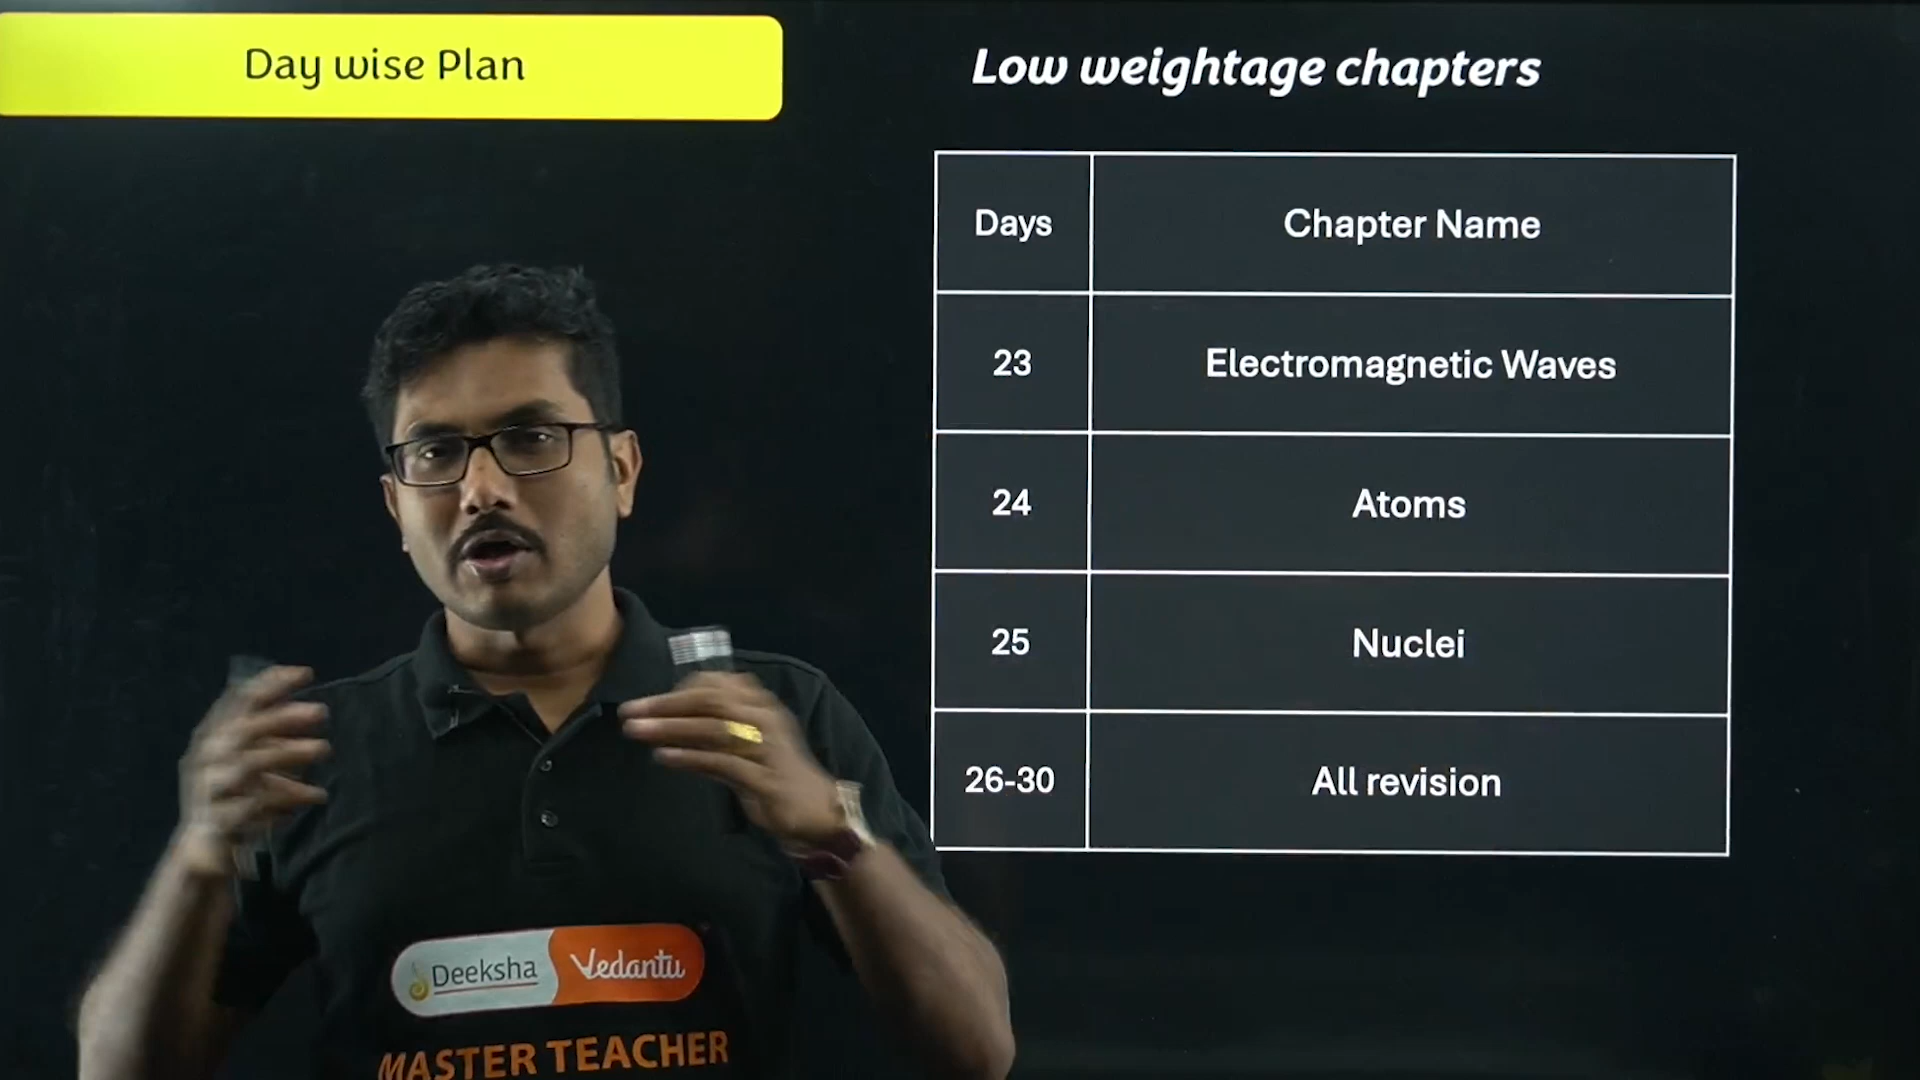 Day wise Plan
Low weightage chapters
Days Chapter Name
23 Electromagnetic Waves
24 Atoms
25 Nuclei
26-30 All revision
Deeksha Vedantu
MASTER TEACHER